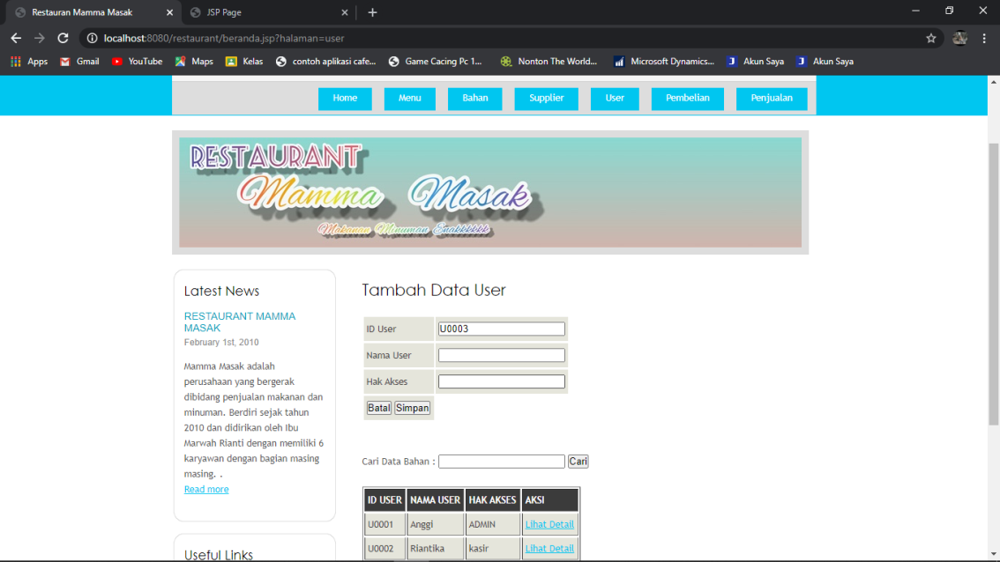 Restauran Mamma Masak
JSP Page
localhost:8080/restaurant/beranda.jsp?halaman=user
Apps Gmail YouTube Maps Kelas contoh aplikasi cafe... Game Cacing Pc 1... Nonton The World... Microsoft Dynamics... Akun Saya Akun Saya
Home Menu Bahan Supplier User Pembelian Penjualan
RESTAURANT
Mamma Masak
Makanan Minuman Enakkkkkk
Latest News
RESTAURANT MAMMA
MASAK
February 1st, 2010
Mamma Masak adalah
perusahaan yang bergerak
dibidang penjualan makanan dan
minuman. Berdiri sejak tahun
2010 dan didirikan oleh Ibu
Marwah Rianti dengan memiliki 6
karyawan dengan bagian masing
masing. .
Read more
Useful Links
Tambah Data User
ID User U0003
Nama User
Hak Akses
Batal Simpan
Cari Data Bahan : Cari
ID USER NAMA USER HAK AKSES AKSI
U0001 Anggi ADMIN Lihat Detail
U0002 Riantika kasir Lihat Detail